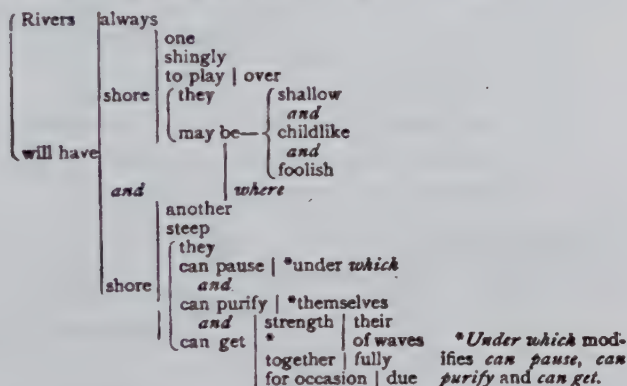 Rivers always
one
shingly
to play | over
shore they shallow
and
may be— childlike
and
will have foolish
and where
another
steep
they
can pause | *under which
shore and
can purify | *themselves
and strength | their
can get * of waves *Under which mod-
together | fully ifies can pause, can
for occasion | due purify and can get.